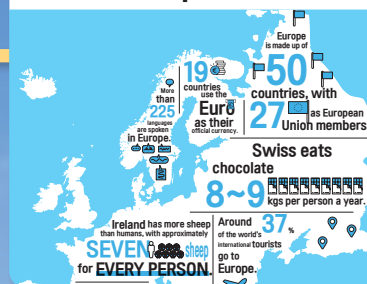 Europe
is made up of
50
countries, with
27 as European
Union members
19
countries
use the
Euro
as their
official currency.
More
than
225
languages
are spoken
in Europe.
Swiss eats
chocolate
8~9 kgs per person a year.
Ireland has more sheep
than humans, with approximately
SEVEN sheep
for EVERY PERSON.
Around 37 %
of the world's
international tourists
go to
Europe.